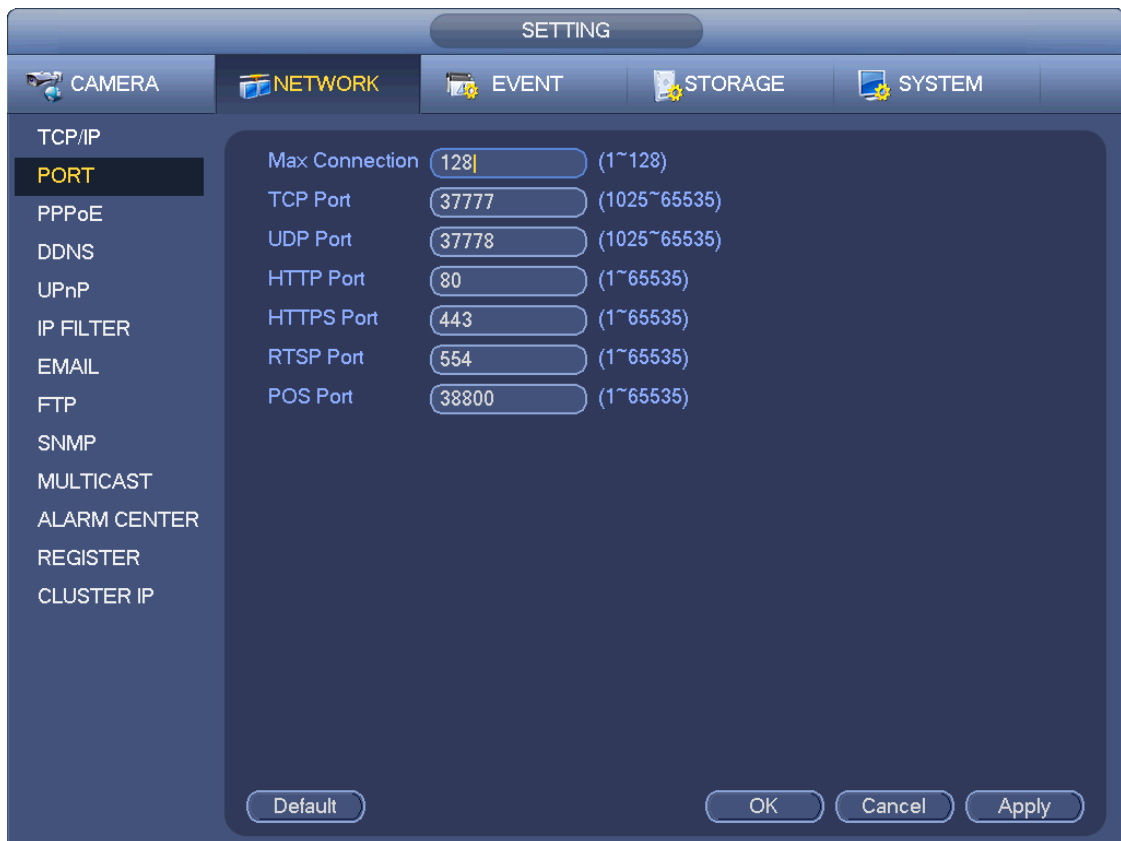 SETTING
CAMERA NETWORK EVENT STORAGE SYSTEM
TCP/IP
PORT
PPPoE
DDNS
UPnP
IP FILTER
EMAIL
FTP
SNMP
MULTICAST
ALARM CENTER
REGISTER
CLUSTER IP
Max Connection 128 (1~128)
TCP Port 37777 (1025~65535)
UDP Port 37778 (1025~65535)
HTTP Port 80 (1~65535)
HTTPS Port 443 (1~65535)
RTSP Port 554 (1~65535)
POS Port 38800 (1~65535)
Default OK Cancel Apply